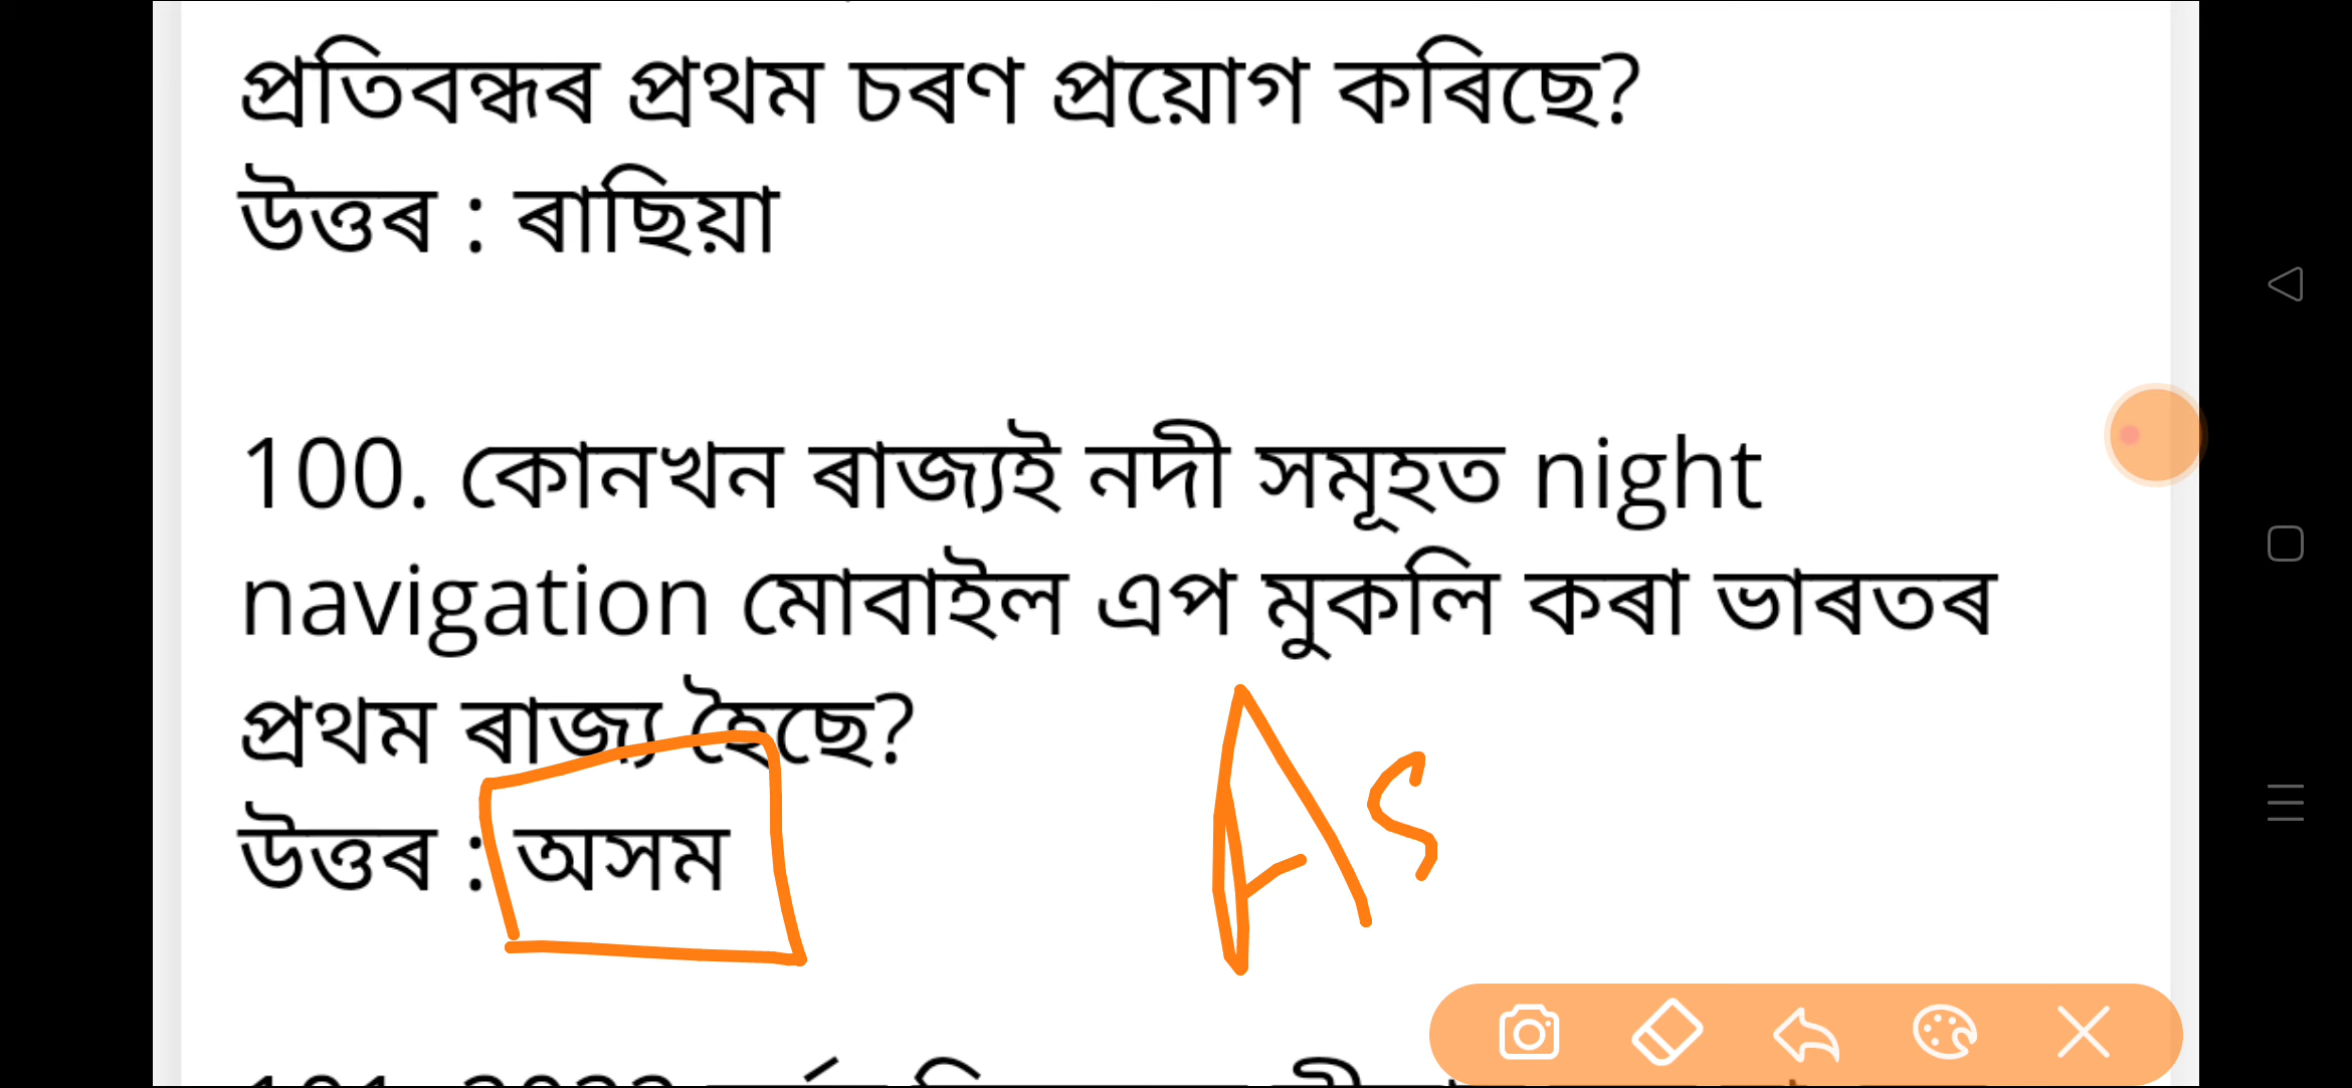 প্ৰতিবন্ধৰ প্ৰথম চৰণ প্ৰয়োগ কৰিছে?
উত্তৰ : ৰাছিয়া
100. কোনখন ৰাজ্যই নদী সমূহত night
navigation মোবাইল এপ মুকলি কৰা ভাৰতৰ
প্ৰথম ৰাজ্য হৈছে?
উত্তৰ : অসম
As